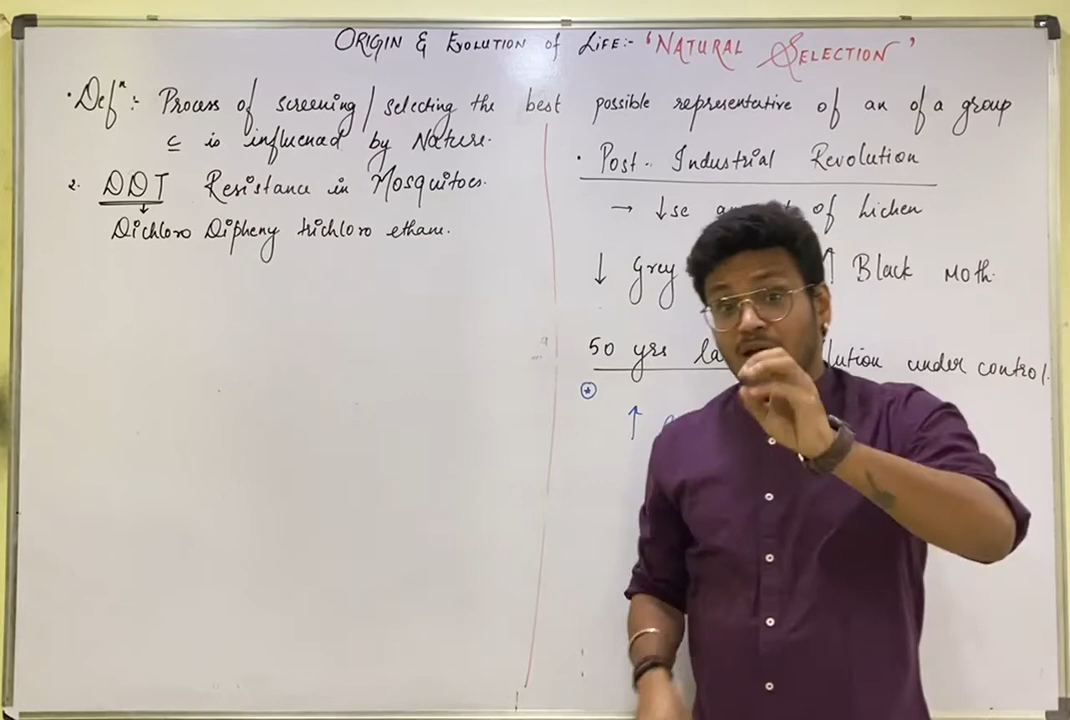 ORIGIN & EVOLUTION of LiFE:- 'NATURAL SELECTION'
• Defⁿ:- Process of screening/selecting the best possible representative of an of a group
c̲ is influenced by Nature.
2. DDT Resistance in Mosquitoes.
↓
Dichloro Dipheny trichloro ethane.
• Post-Industrial Revolution
→ ↓se of Lichen
↓ Grey ↑ Black Moth.
50 yrs under control.
↑